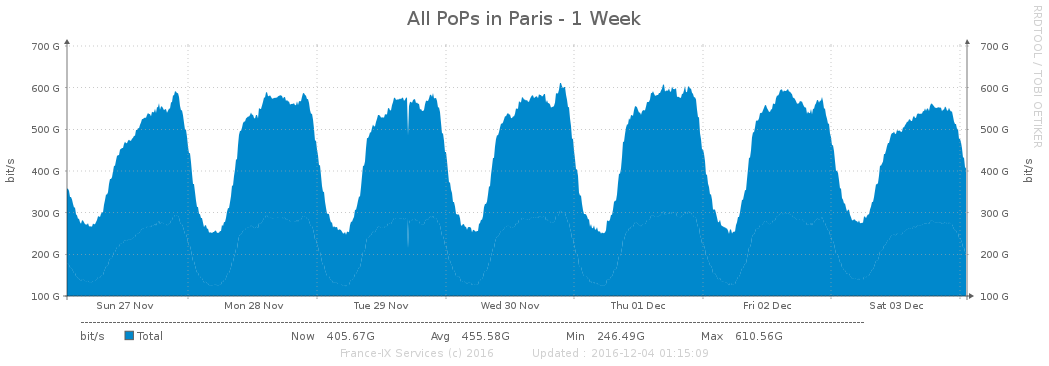 All PoPs in Paris - 1 Week
RRDTOOL / TOBI OETIKER
700 G 700 G
600 G 600 G
500 G 500 G
400 G 400 G
300 G 300 G
200 G 200 G
100 G 100 G
bit/s bit/s
Sun 27 Nov Mon 28 Nov Tue 29 Nov Wed 30 Nov Thu 01 Dec Fri 02 Dec Sat 03 Dec
bit/s Total Now 405.67G Avg 455.58G Min 246.49G Max 610.56G
France-IX Services (c) 2016 Updated : 2016-12-04 01:15:09